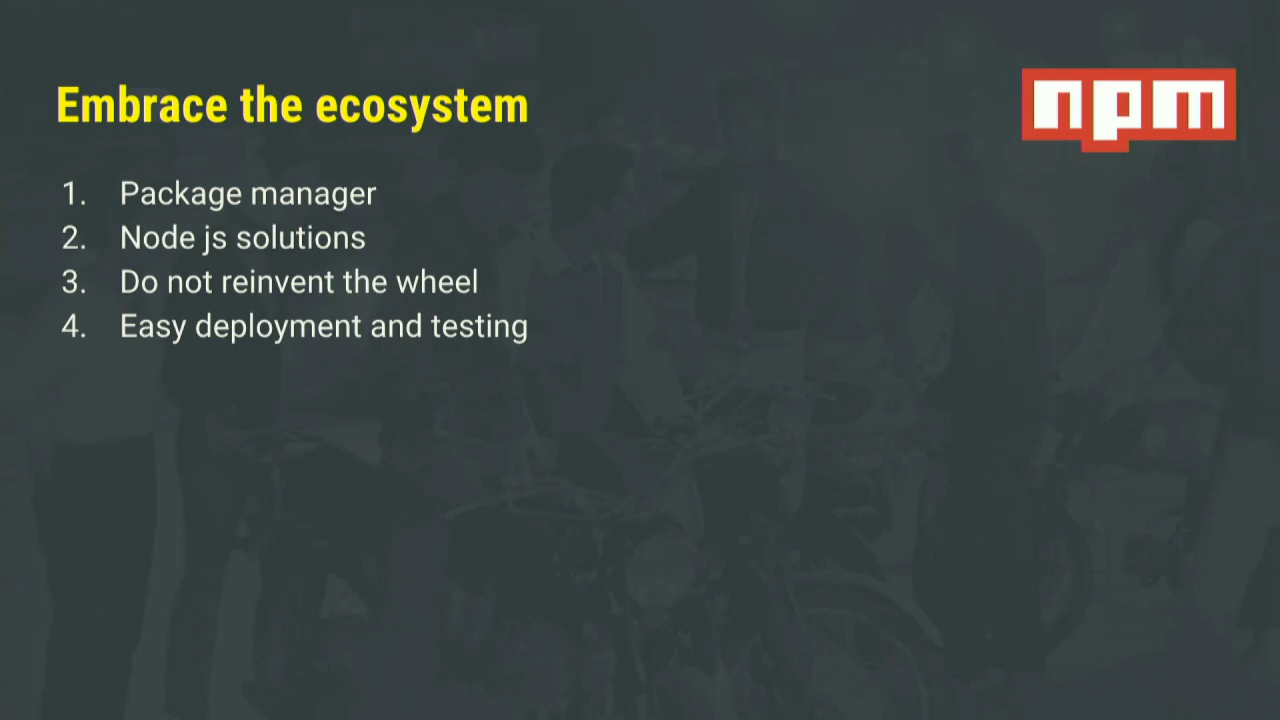 Embrace the ecosystem
npm
1. Package manager
2. Node js solutions
3. Do not reinvent the wheel
4. Easy deployment and testing